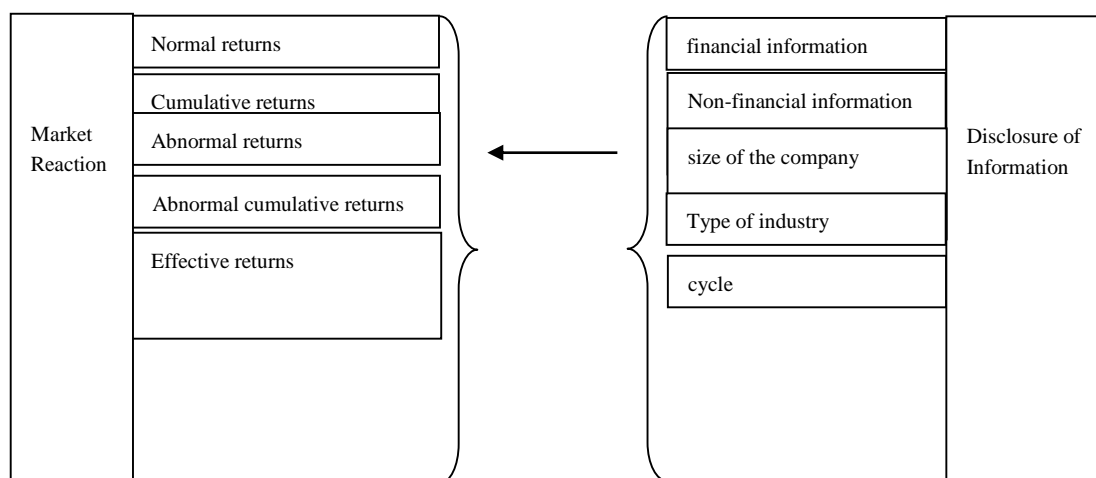 Market
Reaction
Normal returns
Cumulative returns
Abnormal returns
Abnormal cumulative returns
Effective returns
financial information
Non-financial information
size of the company
Type of industry
cycle
Disclosure of
Information